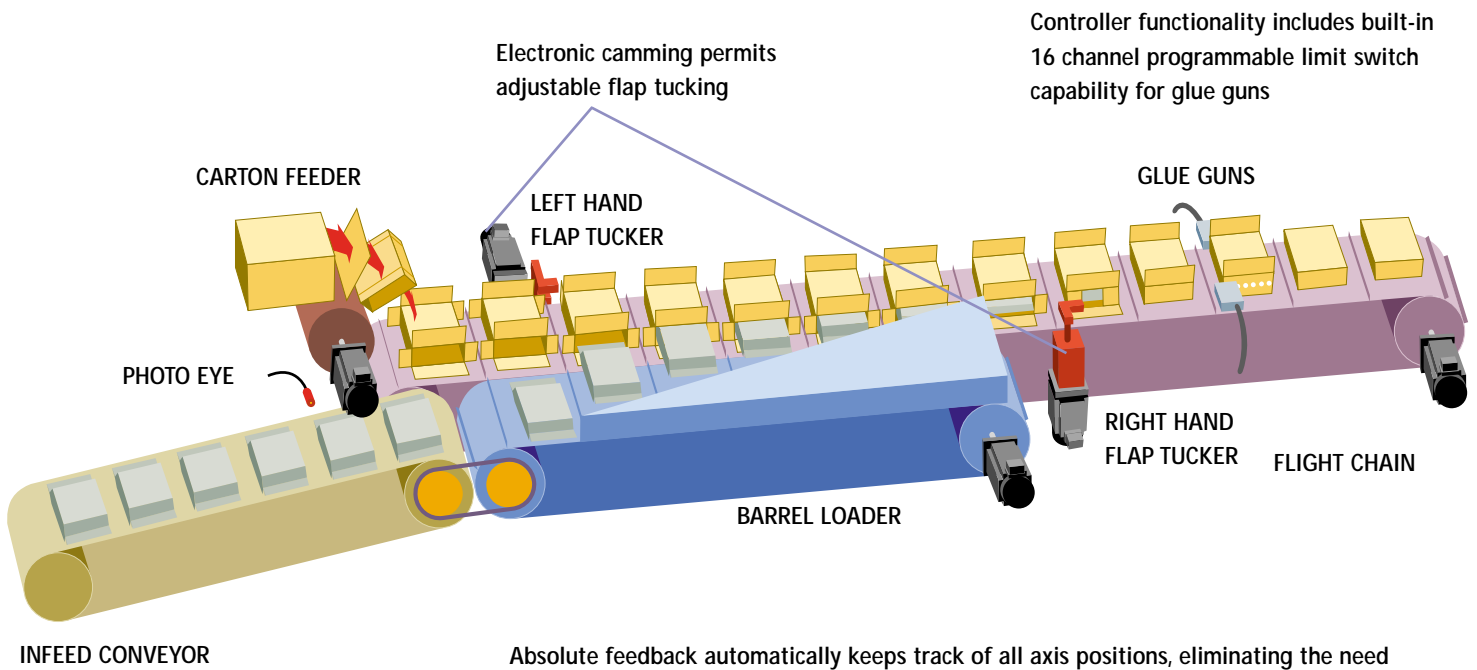 Controller functionality includes built-in
16 channel programmable limit switch
capability for glue guns
Electronic camming permits
adjustable flap tucking
CARTON FEEDER
GLUE GUNS
LEFT HAND
FLAP TUCKER
PHOTO EYE
RIGHT HAND
FLAP TUCKER
FLIGHT CHAIN
BARREL LOADER
INFEED CONVEYOR
Absolute feedback automatically keeps track of all axis positions, eliminating the need